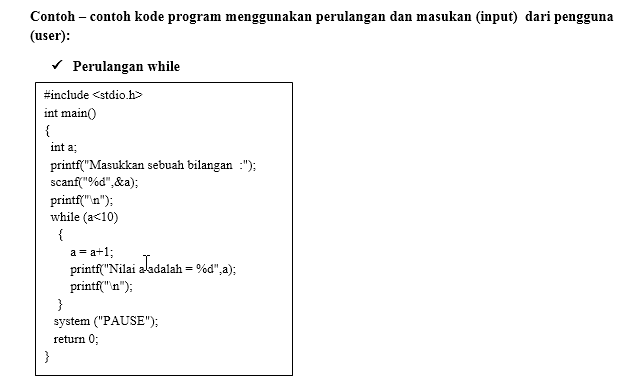 Contoh – contoh kode program menggunakan perulangan dan masukan (input) dari pengguna
(user):
✓ Perulangan while
#include <stdio.h>
int main()
{
int a;
printf("Masukkan sebuah bilangan :");
scanf("%d",&a);
printf("\n");
while (a<10)
{
a = a+1;
printf("Nilai a adalah = %d",a);
printf("\n");
}
system ("PAUSE");
return 0;
}